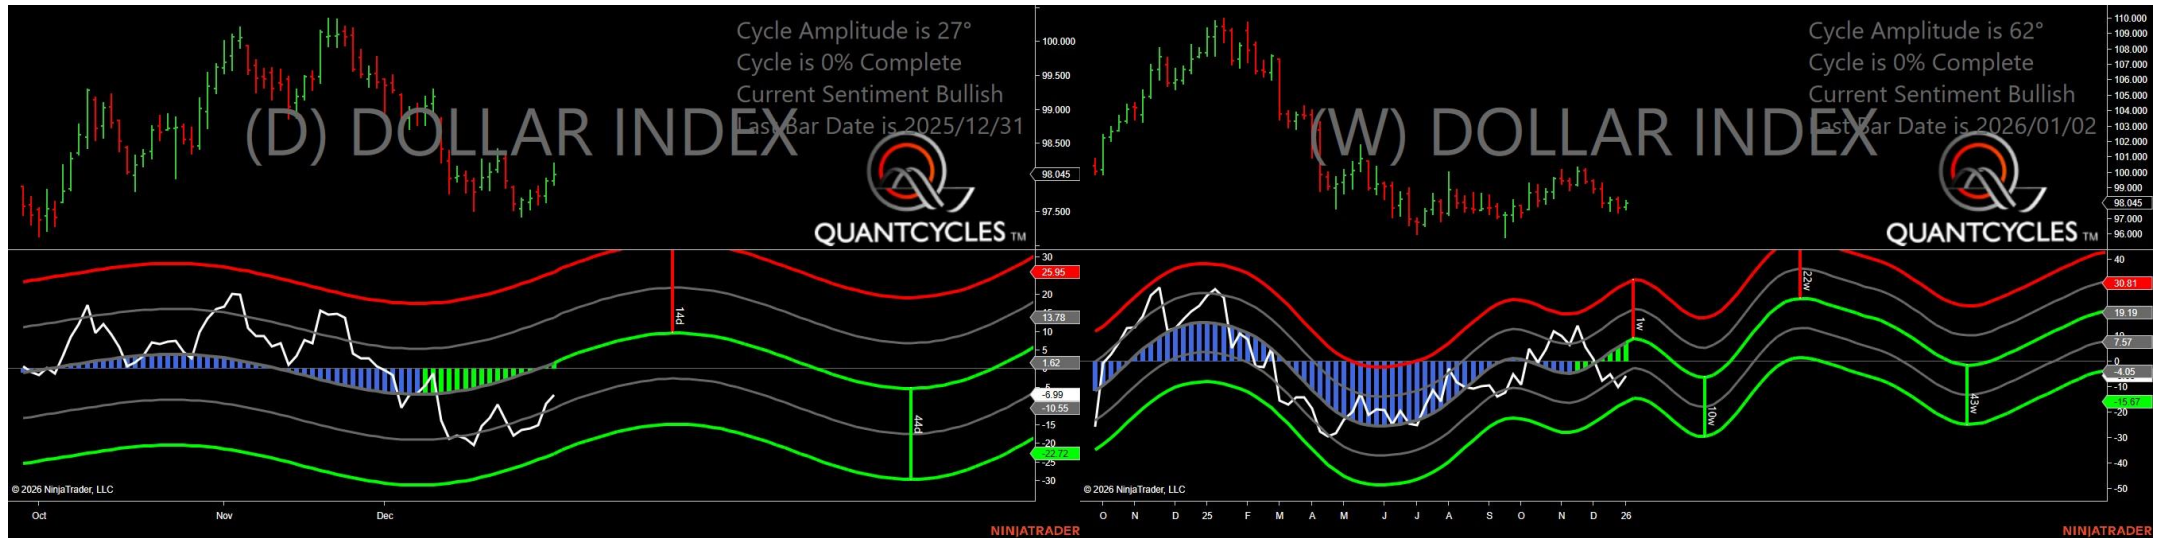 Cycle Amplitude is 27°
Cycle is 0% Complete
Current Sentiment Bullish
Last Bar Date is 2025/12/31
(D) DOLLAR INDEX
QUANTCYCLES TM
100.000
99.500
99.000
98.500
98.045
97.500
30
25.95
20
13.78
10
5
1.62
-5
-6.99
-10.55
-15
-20
-22.72
-25
-30
14d
44d
© 2026 NinjaTrader, LLC
Oct Nov Dec
NINJATRADER
Cycle Amplitude is 62°
Cycle is 0% Complete
Current Sentiment Bullish
Last Bar Date is 2026/01/02
(W) DOLLAR INDEX
QUANTCYCLES TM
110.000
109.000
108.000
107.000
106.000
105.000
104.000
103.000
102.000
101.000
100.000
99.000
98.045
97.000
96.000
40
30.81
19.19
7.57
0
-4.05
-10
-15.67
-20
-30
-40
-50
1w
10w
22w
43w
© 2026 NinjaTrader, LLC
O N D 25 F M A M J J A S O N D 26
NINJATRADER